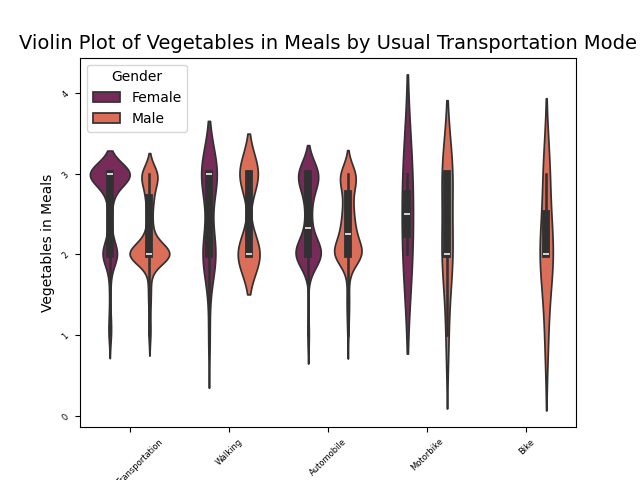 Violin Plot of Vegetables in Meals by Usual Transportation Mode
Gender
Female
Male
Vegetables in Meals
4
3
2
1
0
Transportation
Walking
Automobile
Motorbike
Bike